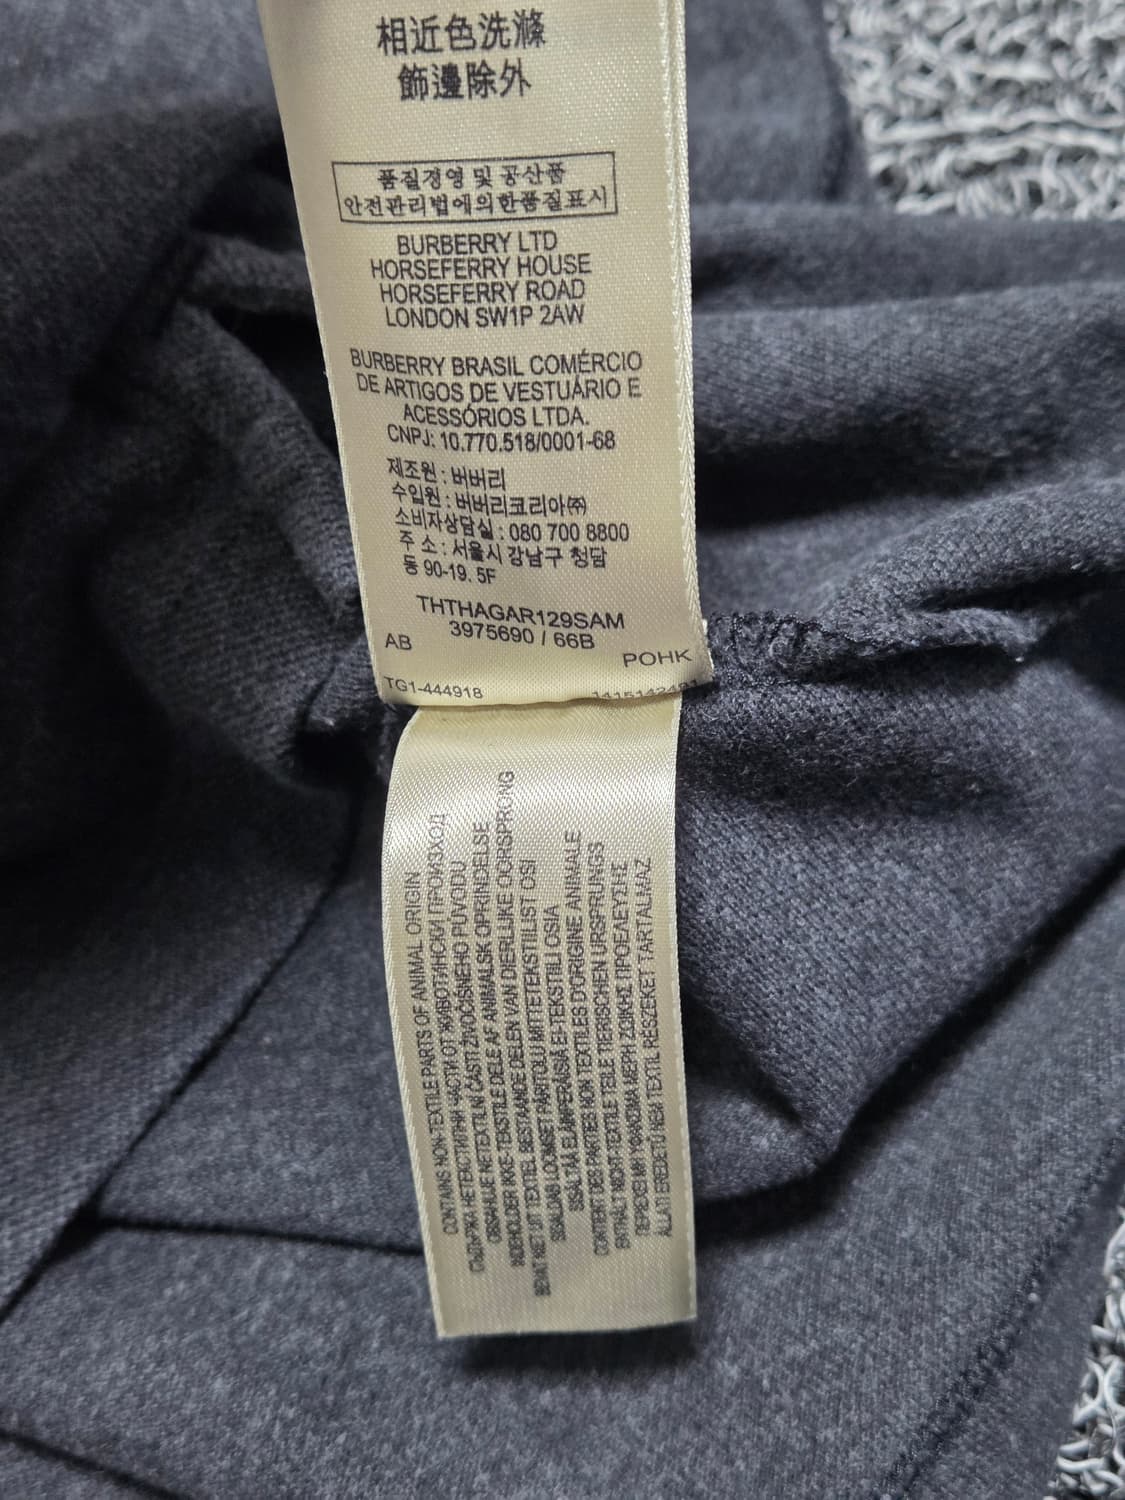 相近色洗滌
飾邊除外
품질경영 및 공산품
안전관리법에의한품질표시
BURBERRY LTD
HORSEFERRY HOUSE
HORSEFERRY ROAD
LONDON SW1P 2AW
BURBERRY BRASIL COMÉRCIO
DE ARTIGOS DE VESTUÁRIO E
ACESSÓRIOS LTDA.
CNPJ: 10.770.518/0001-68
제조원 : 버버리
수입원 : 버버리코리아㈜
소비자상담실 : 080 700 8800
주 소 : 서울시 강남구 청담
동 90-19. 5F
THTHAGAR129SAM
3975690 / 66B
AB
POHK
TG1-444918
CONTAINS NON-TEXTILE PARTS OF ANIMAL ORIGIN
СЪДЪРЖА НЕТЕКСТИЛНИ ЧАСТИ ОТ ЖИВОТИНСКИ ПРОИЗХОД
OBSAHUJE NETEXTILNÍ ČÁSTI ŽIVOČIŠNÉHO PŮVODU
INDEHOLDER IKKE-TEKSTILE DELE AF ANIMALSK OPRINDELSE
BEVAT NIET UIT TEXTIEL BESTAANDE DELEN VAN DIERLIJKE OORSPRONG
SISALDAB LOOMSET PÄRITOLU MITTETEKSTIILIST OSI
SISÄLTÄÄ ELÄINPERÄISIÄ EI-TEKSTIILI OSIA
CONTIENT DES PARTIES NON TEXTILES D'ORIGINE ANIMALE
ENTHÄLT NICHT-TEXTILE TEILE TIERISCHEN URSPRUNGS
ΠΕΡΙΕΧΕΙ ΜΗ ΥΦΑΣΜΑ ΜΕΡΗ ΖΩΙΚΗΣ ΠΡΟΕΛΕΥΣΗΣ
ÁLLATI EREDETŰ NEM TEXTIL RÉSZEKET TARTALMAZ